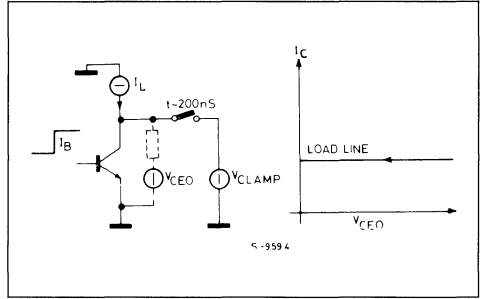 I_L
t~200nS
I_B
V_CEO
V_CLAMP
I_C
LOAD LINE
V_CEO
S-9594